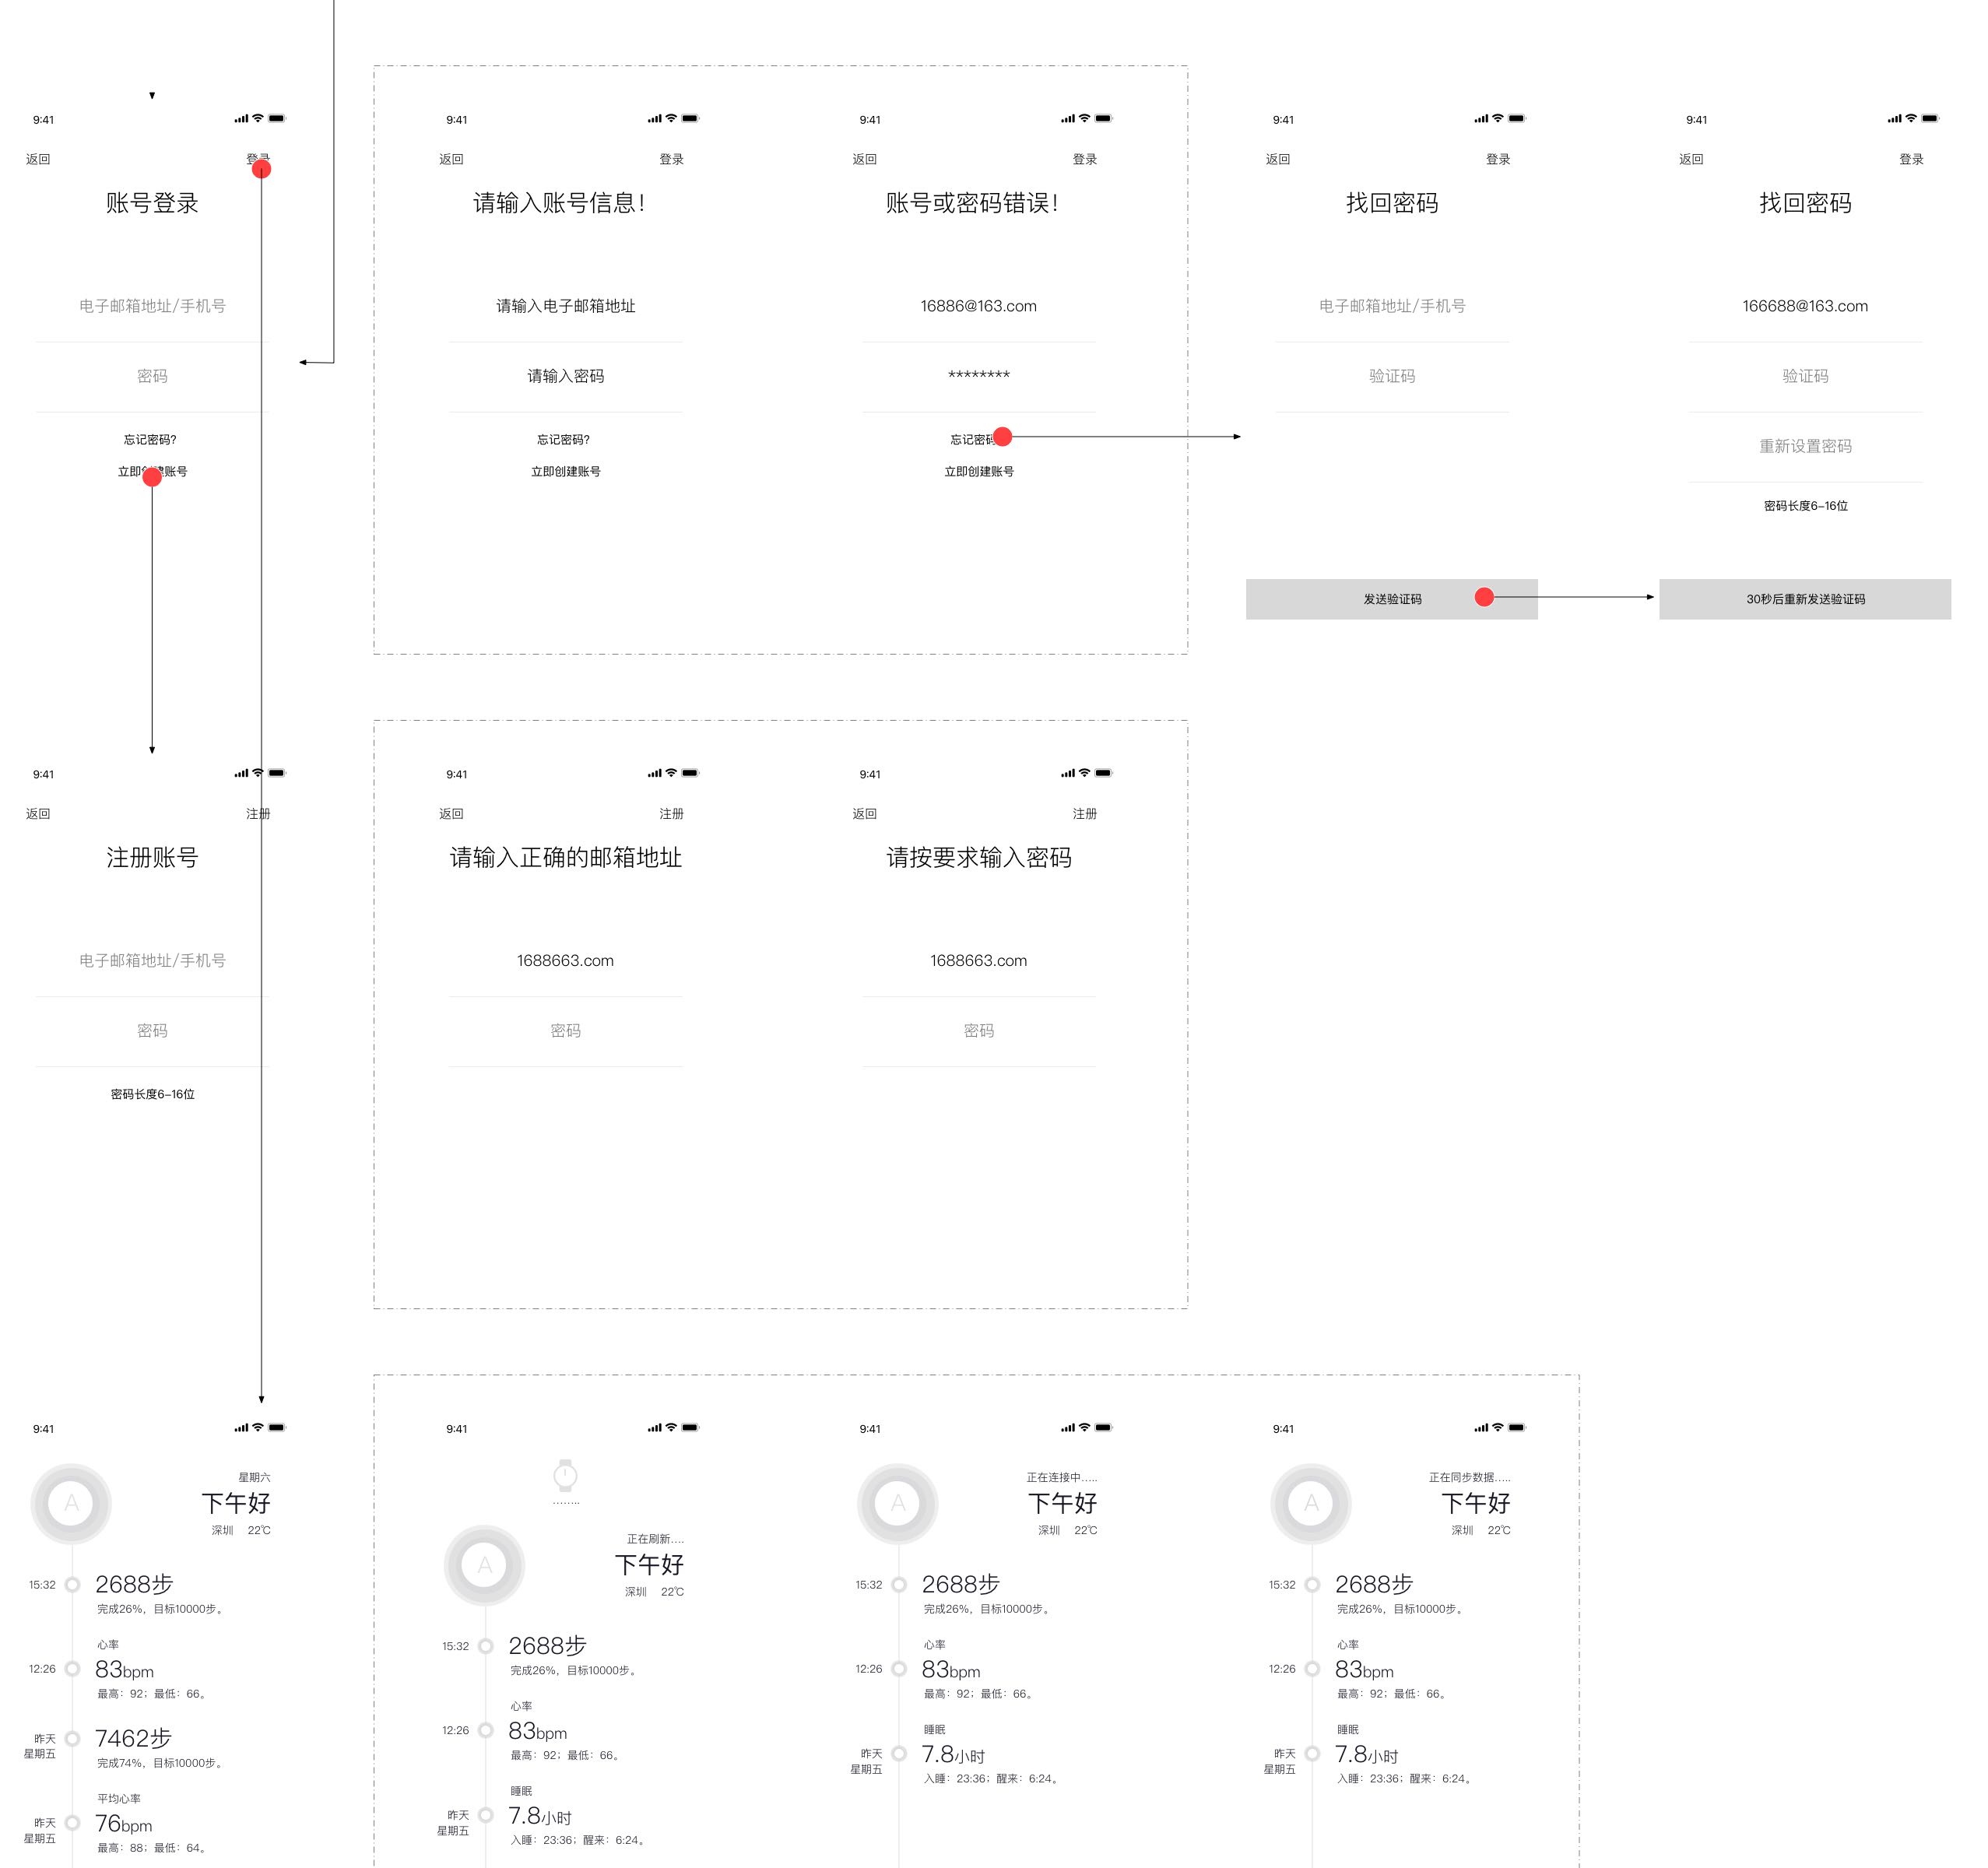 9:41
返回
登录
账号登录
电子邮箱地址/手机号
密码
忘记密码?
立即创建账号
9:41
返回
登录
请输入账号信息!
请输入电子邮箱地址
请输入密码
忘记密码?
立即创建账号
9:41
返回
登录
账号或密码错误!
16886@163.com
********
忘记密码
立即创建账号
9:41
返回
登录
找回密码
电子邮箱地址/手机号
验证码
发送验证码
9:41
返回
登录
找回密码
166688@163.com
验证码
重新设置密码
密码长度6-16位
30秒后重新发送验证码
9:41
返回
注册
注册账号
电子邮箱地址/手机号
密码
密码长度6-16位
9:41
返回
注册
请输入正确的邮箱地址
1688663.com
密码
9:41
返回
注册
请按要求输入密码
1688663.com
密码
9:41
A
星期六
下午好
深圳 22℃
15:32
2688步
完成26%，目标10000步。
心率
12:26
83bpm
最高：92；最低：66。
昨天
星期五
7462步
完成74%，目标10000步。
平均心率
昨天
星期五
76bpm
最高：88；最低：64。
9:41
........
A
正在刷新....
下午好
深圳 22℃
15:32
2688步
完成26%，目标10000步。
心率
12:26
83bpm
最高：92；最低：66。
睡眠
昨天
星期五
7.8小时
入睡：23:36；醒来：6:24。
9:41
A
正在连接中.....
下午好
深圳 22℃
15:32
2688步
完成26%，目标10000步。
心率
12:26
83bpm
最高：92；最低：66。
睡眠
昨天
星期五
7.8小时
入睡：23:36；醒来：6:24。
9:41
A
正在同步数据.....
下午好
深圳 22℃
15:32
2688步
完成26%，目标10000步。
心率
12:26
83bpm
最高：92；最低：66。
睡眠
昨天
星期五
7.8小时
入睡：23:36；醒来：6:24。